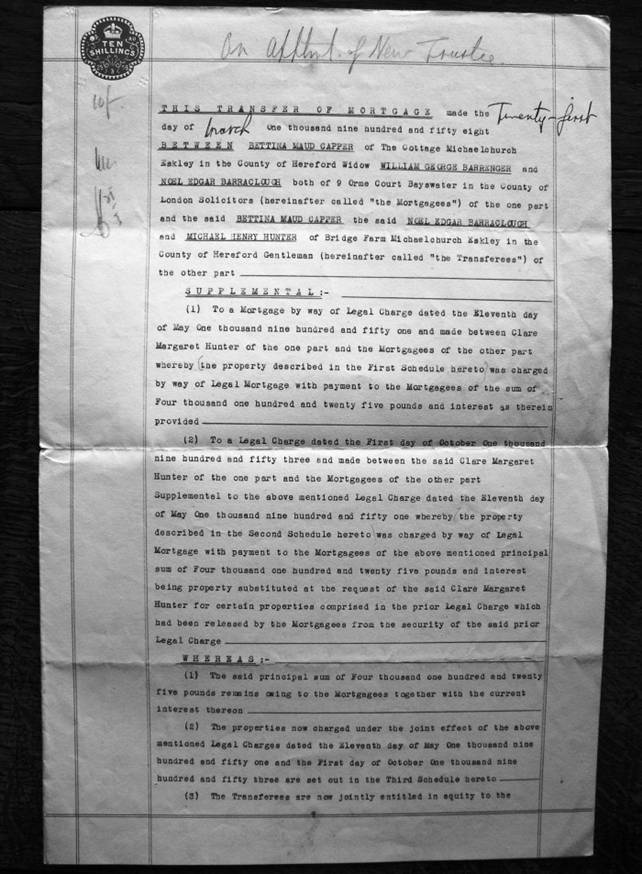 TEN
SHILLINGS
On appt. of New Trustee.
THIS TRANSFER OF MORTGAGE made the Twenty-first
day of March One thousand nine hundred and fifty eight
BETWEEN BETTINA MAUD CAPPER of The Cottage Michaelchurch
Eskley in the County of Hereford Widow WILLIAM GEORGE BARRENGER and
NOEL EDGAR BARRACLOUGH both of 9 Orme Court Bayswater in the County of
London Solicitors (hereinafter called "the Mortgagees") of the one part
and the said BETTINA MAUD CAPPER the said NOEL EDGAR BARRACLOUGH
and MICHAEL HENRY HUNTER of Bridge Farm Michaelchurch Eskley in the
County of Hereford Gentleman (hereinafter called "the Transferees") of
the other part
SUPPLEMENTAL:-
(1) To a Mortgage by way of Legal Charge dated the Eleventh day
of May One thousand nine hundred and fifty one and made between Clare
Margaret Hunter of the one part and the Mortgagees of the other part
whereby (the property described in the First Schedule hereto) was charged
by way of Legal Mortgage with payment to the Mortgagees of the sum of
Four thousand one hundred and twenty five pounds and interest as therein
provided
(2) To a Legal Charge dated the First day of October One thousand
nine hundred and fifty three and made between the said Clare Margaret
Hunter of the one part and the Mortgagees of the other part
Supplemental to the above mentioned Legal Charge dated the Eleventh day
of May One thousand nine hundred and fifty one whereby (the property
described in the Second Schedule hereto) was charged by way of Legal
Mortgage with payment to the Mortgagees of the above mentioned principal
sum of Four thousand one hundred and twenty five pounds and interest
being property substituted at the request of the said Clare Margaret
Hunter for certain properties comprised in the prior Legal Charge which
had been released by the Mortgagees from the security of the said prior
Legal Charge
WHEREAS:-
(1) The said principal sum of Four thousand one hundred and twenty
five pounds remains owing to the Mortgagees together with the current
interest thereon
(2) The properties now charged under the joint effect of the above
mentioned Legal Charges dated the Eleventh day of May One thousand nine
hundred and fifty one and the First day of October One thousand nine
hundred and fifty three are set out in the Third Schedule hereto
(3) The Transferees are now jointly entitled in equity to the